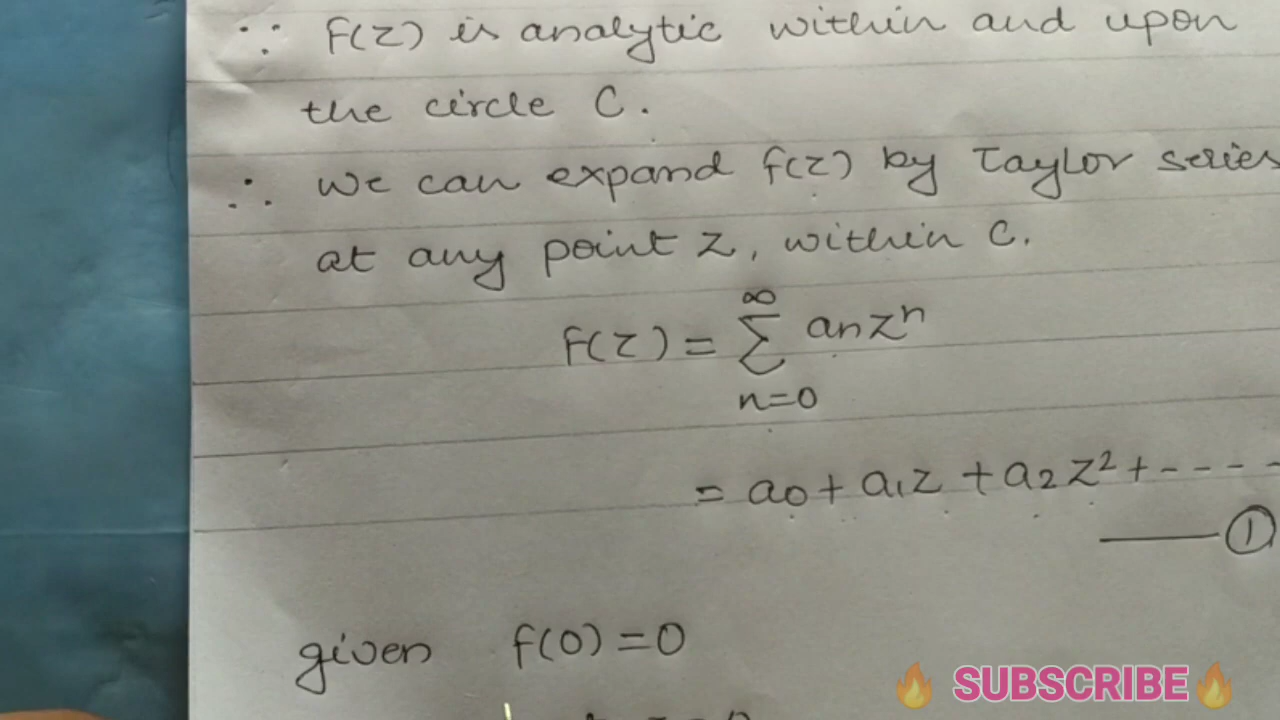 ∵ f(z) is analytic within and upon
the circle C.
∴ we can expand f(z) by Taylor series
at any point z, within C.
f(z) = ∑_{n=0}^{∞} aₙzⁿ
= a₀ + a₁z + a₂z² + - - - -
—— ①
given f(0) = 0
🔥 SUBSCRIBE 🔥